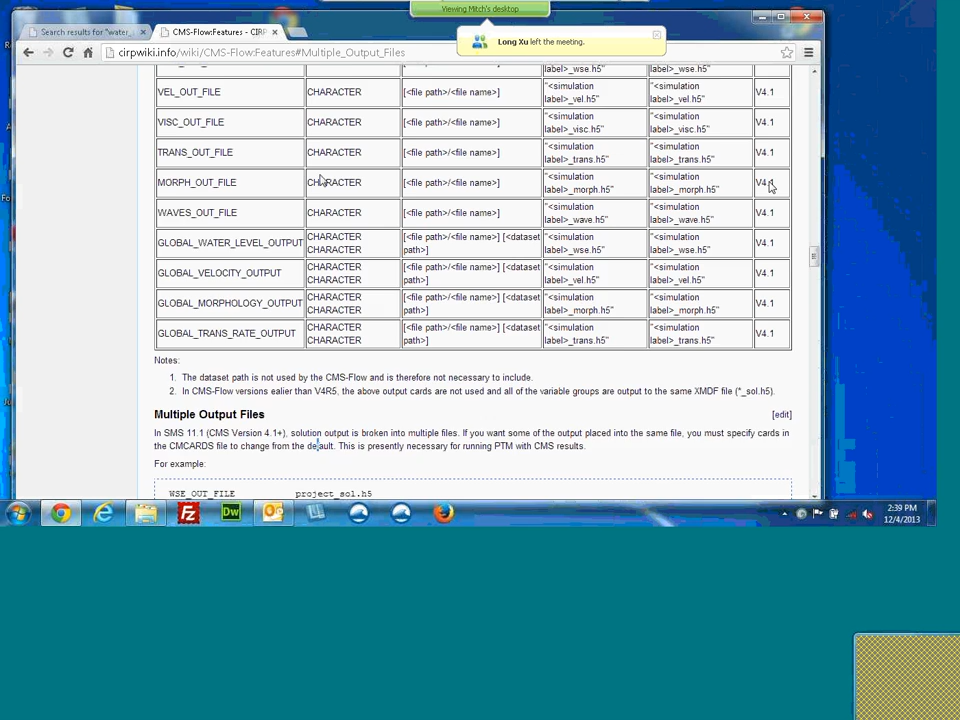 Viewing Mitch's desktop
Search results for "water_
CMS-Flow:Features - CIRP
Long Xu left the meeting.
cirpwiki.info/wiki/CMS-Flow:Features#Multiple_Output_Files
label>_wse.h5" label>_wse.h5"
VEL_OUT_FILE CHARACTER [<file path>/<file name>] "<simulation label>_vel.h5" "<simulation label>_vel.h5" V4.1
VISC_OUT_FILE CHARACTER [<file path>/<file name>] "<simulation label>_visc.h5" "<simulation label>_visc.h5" V4.1
TRANS_OUT_FILE CHARACTER [<file path>/<file name>] "<simulation label>_trans.h5" "<simulation label>_trans.h5" V4.1
MORPH_OUT_FILE CHARACTER [<file path>/<file name>] "<simulation label>_morph.h5" "<simulation label>_morph.h5" V4.1
WAVES_OUT_FILE CHARACTER [<file path>/<file name>] "<simulation label>_wave.h5" "<simulation label>_wave.h5" V4.1
GLOBAL_WATER_LEVEL_OUTPUT CHARACTER CHARACTER [<file path>/<file name>] [<dataset path>] "<simulation label>_wse.h5" "<simulation label>_wse.h5" V4.1
GLOBAL_VELOCITY_OUTPUT CHARACTER CHARACTER [<file path>/<file name>] [<dataset path>] "<simulation label>_vel.h5" "<simulation label>_vel.h5" V4.1
GLOBAL_MORPHOLOGY_OUTPUT CHARACTER CHARACTER [<file path>/<file name>] [<dataset path>] "<simulation label>_morph.h5" "<simulation label>_morph.h5" V4.1
GLOBAL_TRANS_RATE_OUTPUT CHARACTER CHARACTER [<file path>/<file name>] [<dataset path>] "<simulation label>_trans.h5" "<simulation label>_trans.h5" V4.1
Notes:
1. The dataset path is not used by the CMS-Flow and is therefore not necessary to include.
2. In CMS-Flow versions ealier than V4R5, the above output cards are not used and all of the variable groups are output to the same XMDF file (*_sol.h5).
Multiple Output Files [edit]
In SMS 11.1 (CMS Version 4.1+), solution output is broken into multiple files. If you want some of the output placed into the same file, you must specify cards in
the CMCARDS file to change from the default. This is presently necessary for running PTM with CMS results.
For example:
WSE_OUT_FILE project_sol.h5
Fz
Dw
2:39 PM
12/4/2013